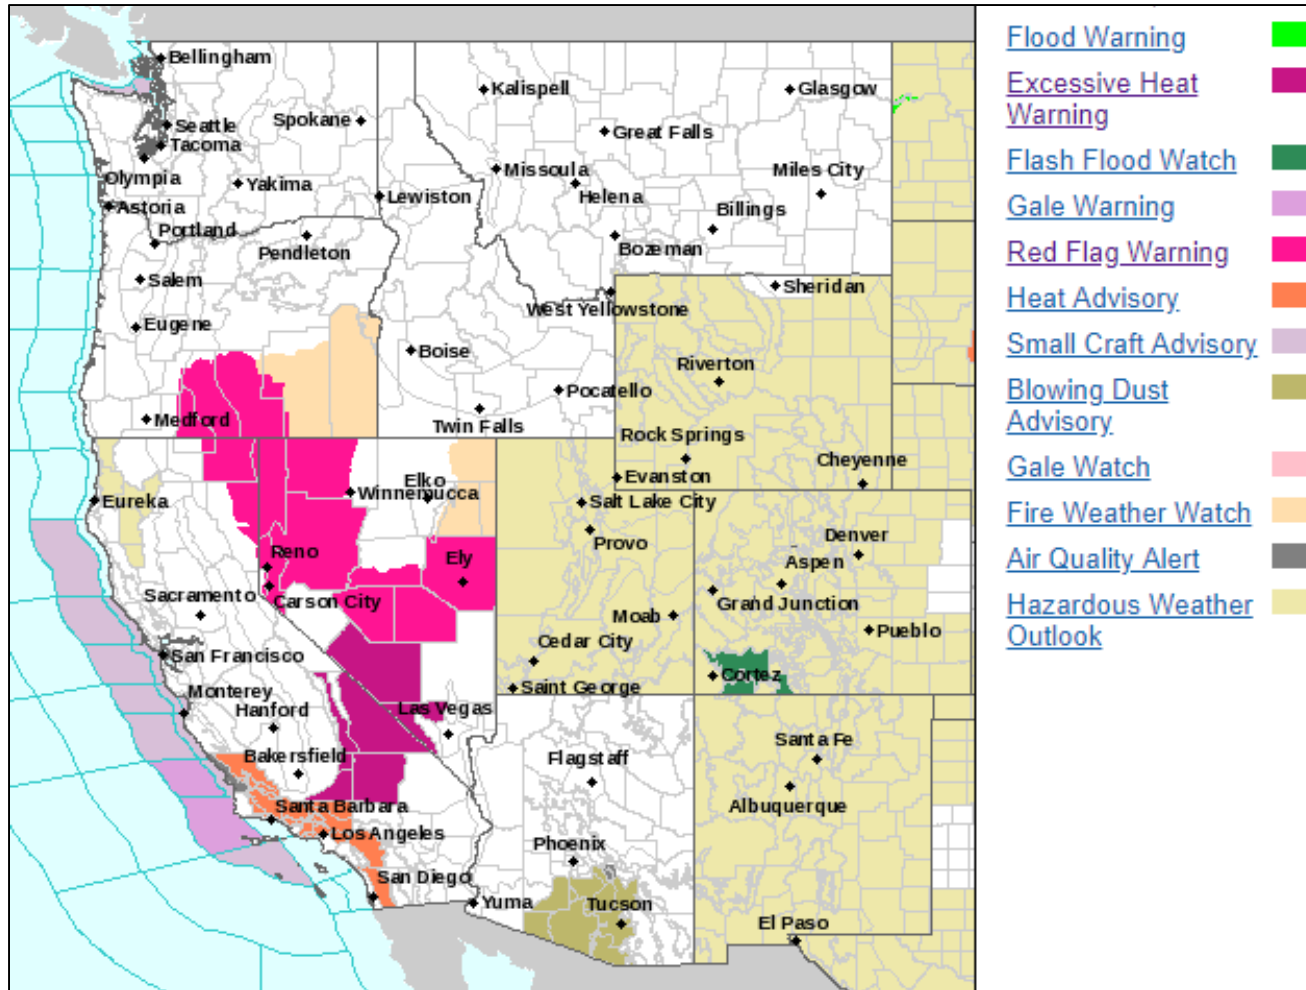 Bellingham
Kalispell
Glasgow
Seattle
Spokane
Great Falls
Tacoma
Missoula
Miles City
Olympia
Yakima
Lewiston
Helena
Astoria
Billings
Portland
Pendleton
Bozeman
Salem
Sheridan
West Yellowstone
Eugene
Boise
Riverton
Pocatello
Medford
Twin Falls
Rock Springs
Cheyenne
Evanston
Elko
Winnemucca
Eureka
Salt Lake City
Provo
Denver
Reno
Ely
Aspen
Sacramento
Carson City
Grand Junction
Moab
Pueblo
Cedar City
San Francisco
Cortez
Saint George
Monterey
Hanford
Las Vegas
Santa Fe
Bakersfield
Flagstaff
Albuquerque
Santa Barbara
Los Angeles
Phoenix
San Diego
Yuma
Tucson
El Paso
Flood Warning
Excessive Heat
Warning
Flash Flood Watch
Gale Warning
Red Flag Warning
Heat Advisory
Small Craft Advisory
Blowing Dust
Advisory
Gale Watch
Fire Weather Watch
Air Quality Alert
Hazardous Weather
Outlook